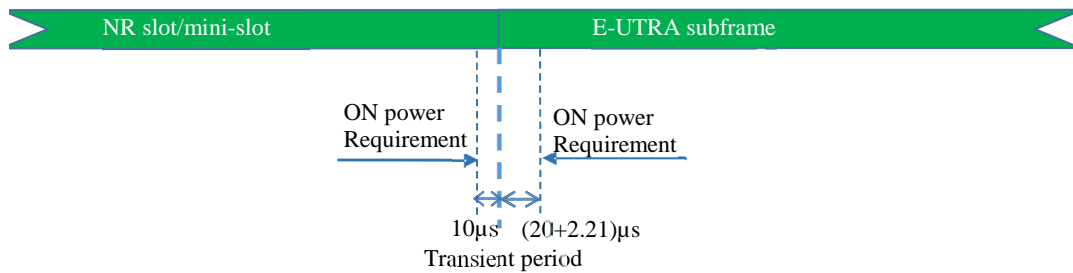 NR slot/mini-slot E-UTRA subframe
ON power
Requirement
ON power
Requirement
10µs (20+2.21)µs
Transient period